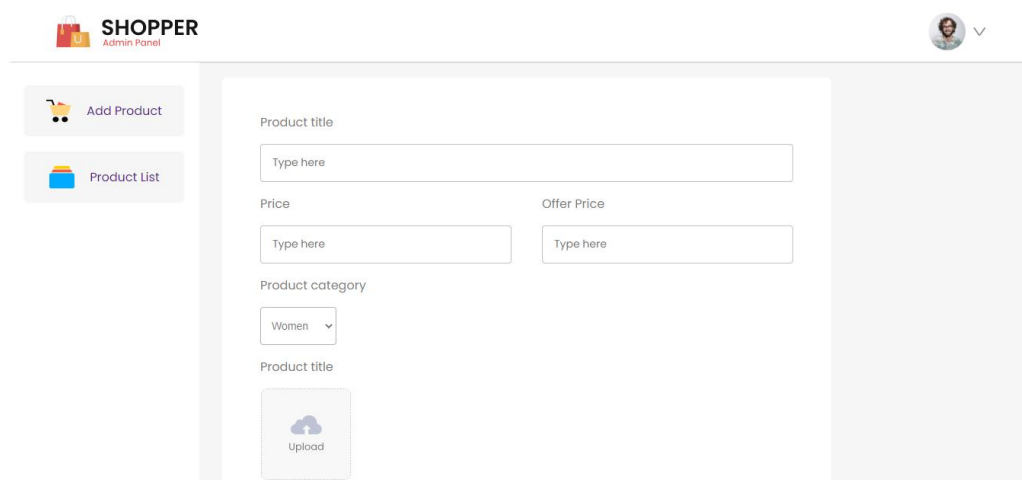 SHOPPER
Admin Panel
Add Product
Product List
Product title
Type here
Price
Offer Price
Type here
Type here
Product category
Women
Product title
Upload